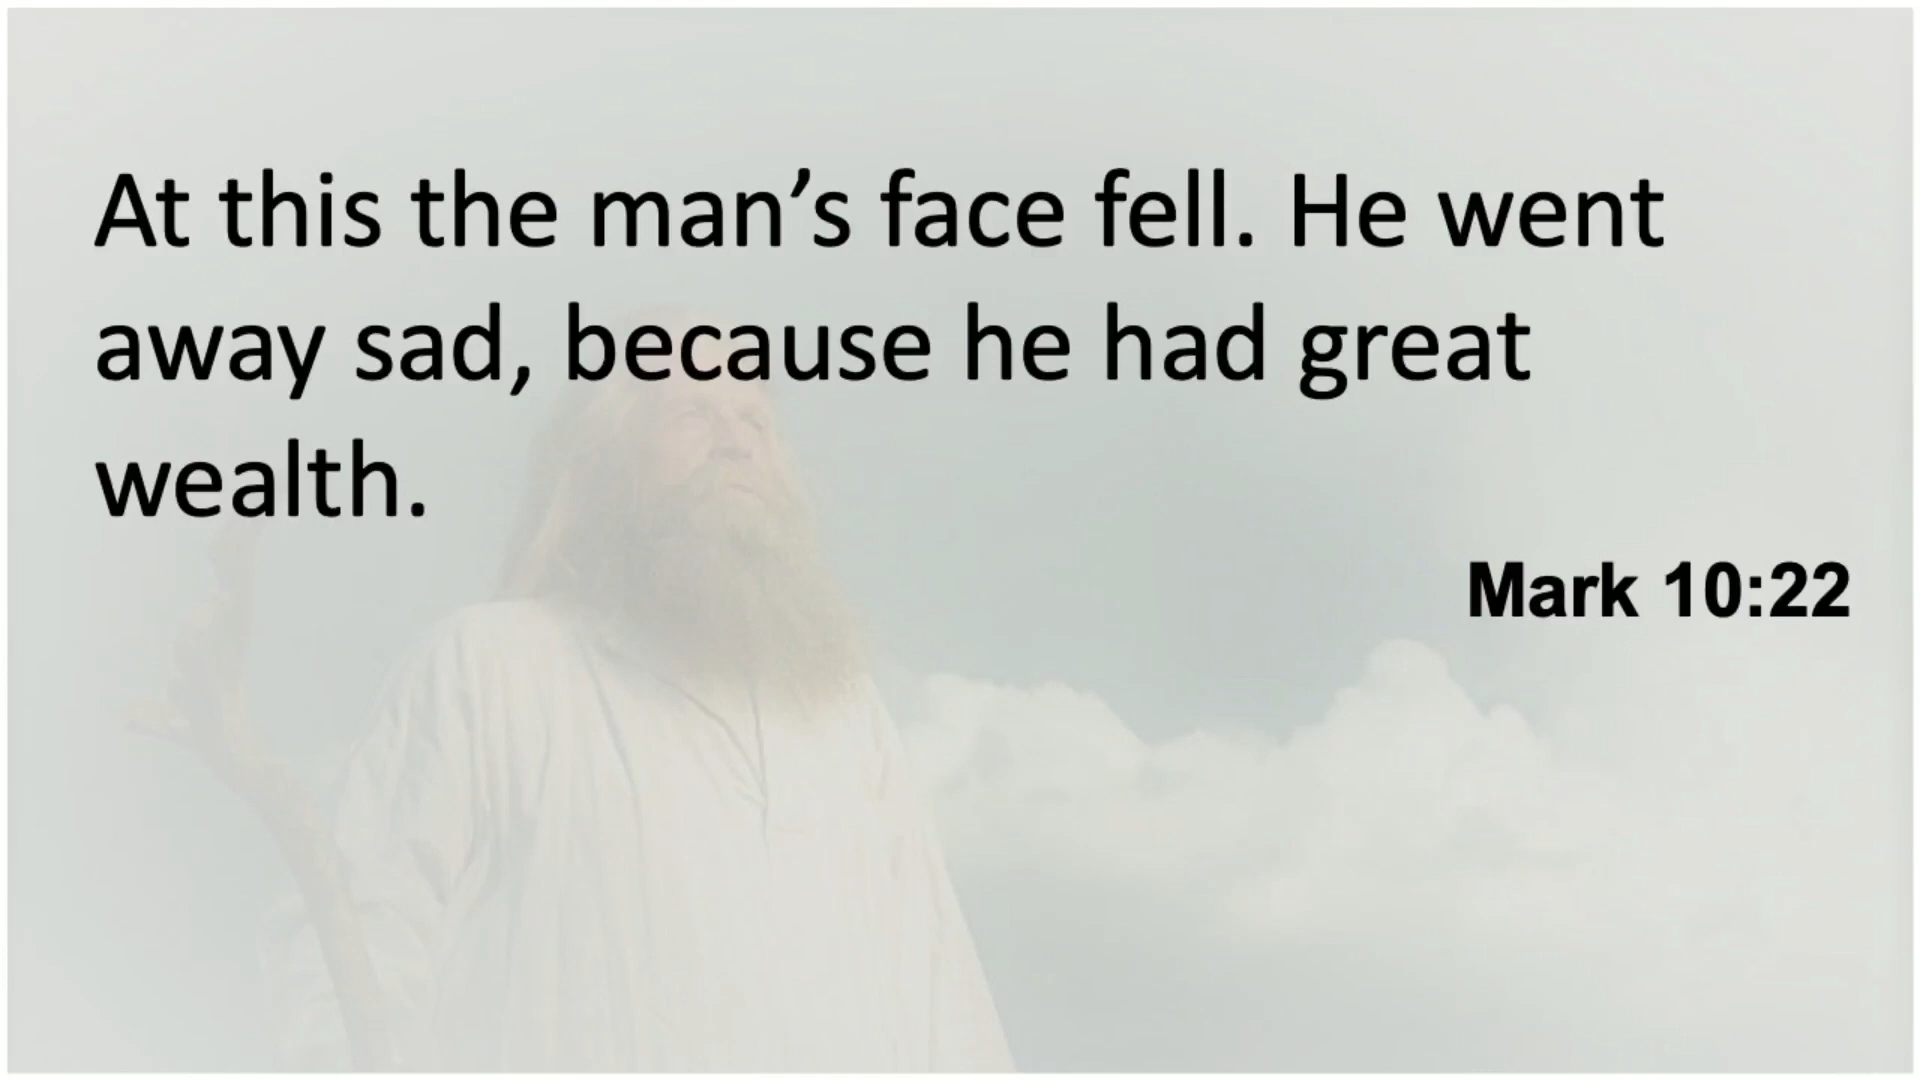 At this the man’s face fell. He went
away sad, because he had great
wealth.
Mark 10:22